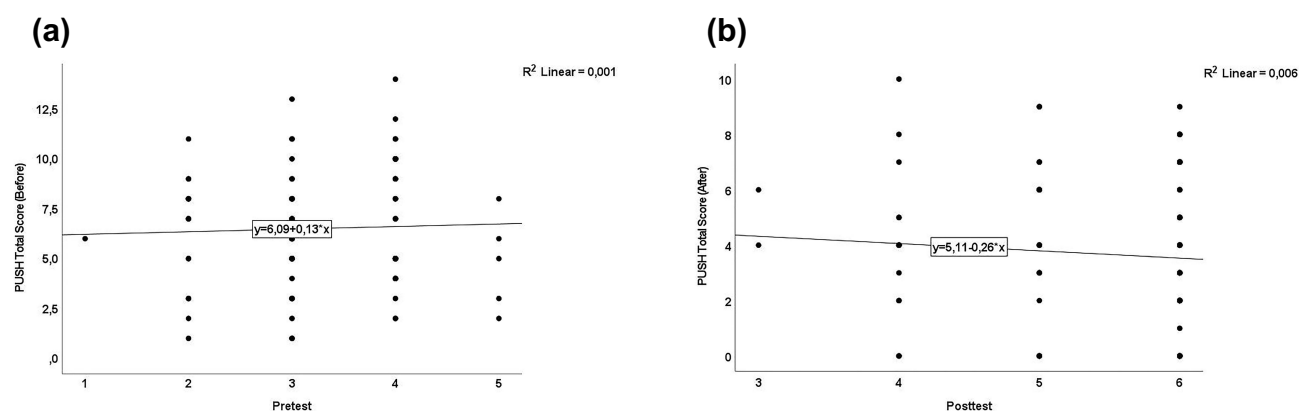 (a)
R² Linear = 0,001
PUSH Total Score (Before)
12,5
10,0
7,5
5,0
2,5
,0
y=6,09+0,13*x
1 2 3 4 5
Pretest
(b)
R² Linear = 0,006
PUSH Total Score (After)
10
8
6
4
2
0
y=5,11-0,26*x
3 4 5 6
Posttest